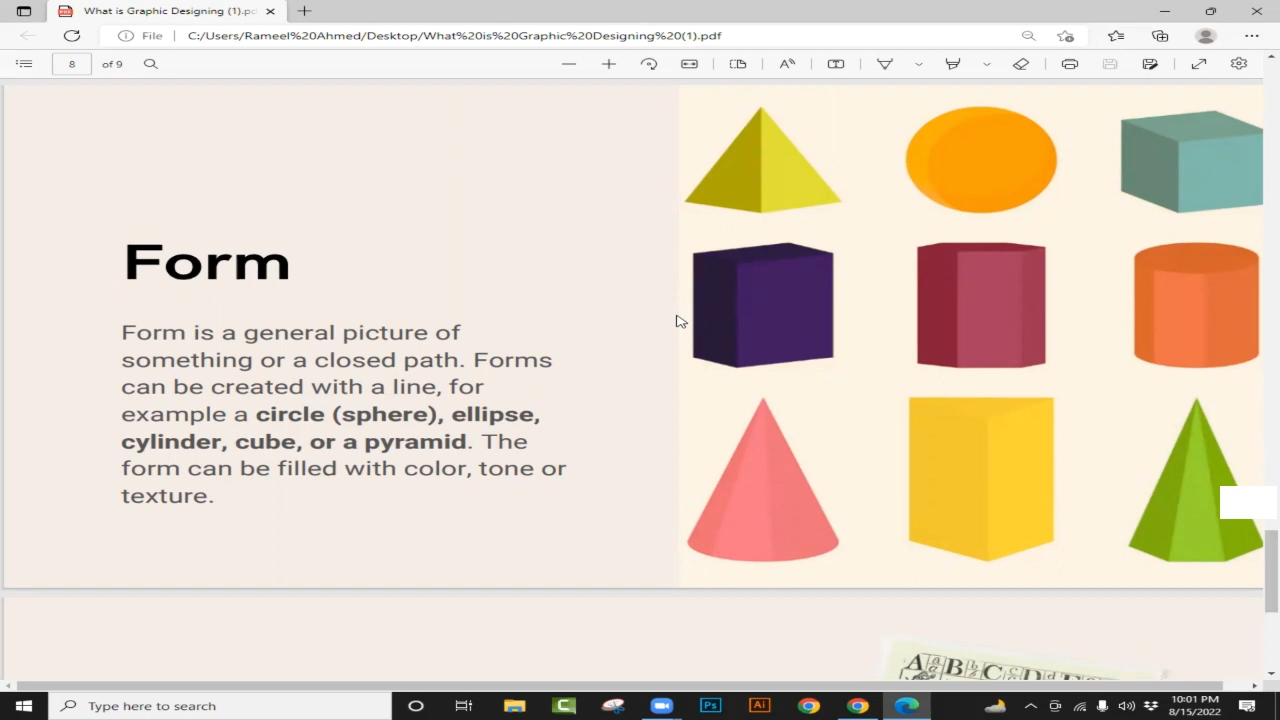 What is Graphic Designing (1).pd
File
C:/Users/Rameel%20Ahmed/Desktop/What%20is%20Graphic%20Designing%20(1).pdf
8 of 9
Form
Form is a general picture of
something or a closed path. Forms
can be created with a line, for
example a circle (sphere), ellipse,
cylinder, cube, or a pyramid. The
form can be filled with color, tone or
texture.
A B C D
Type here to search
Ps
Ai
10:01 PM
8/15/2022